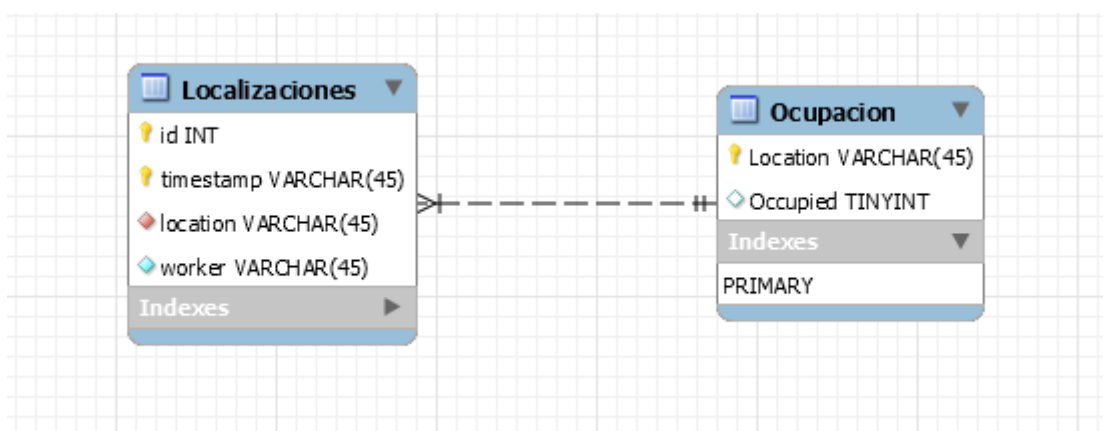 Localizaciones
id INT
timestamp VARCHAR(45)
location VARCHAR(45)
worker VARCHAR(45)
Indexes
Ocupacion
Location VARCHAR(45)
Occupied TINYINT
Indexes
PRIMARY